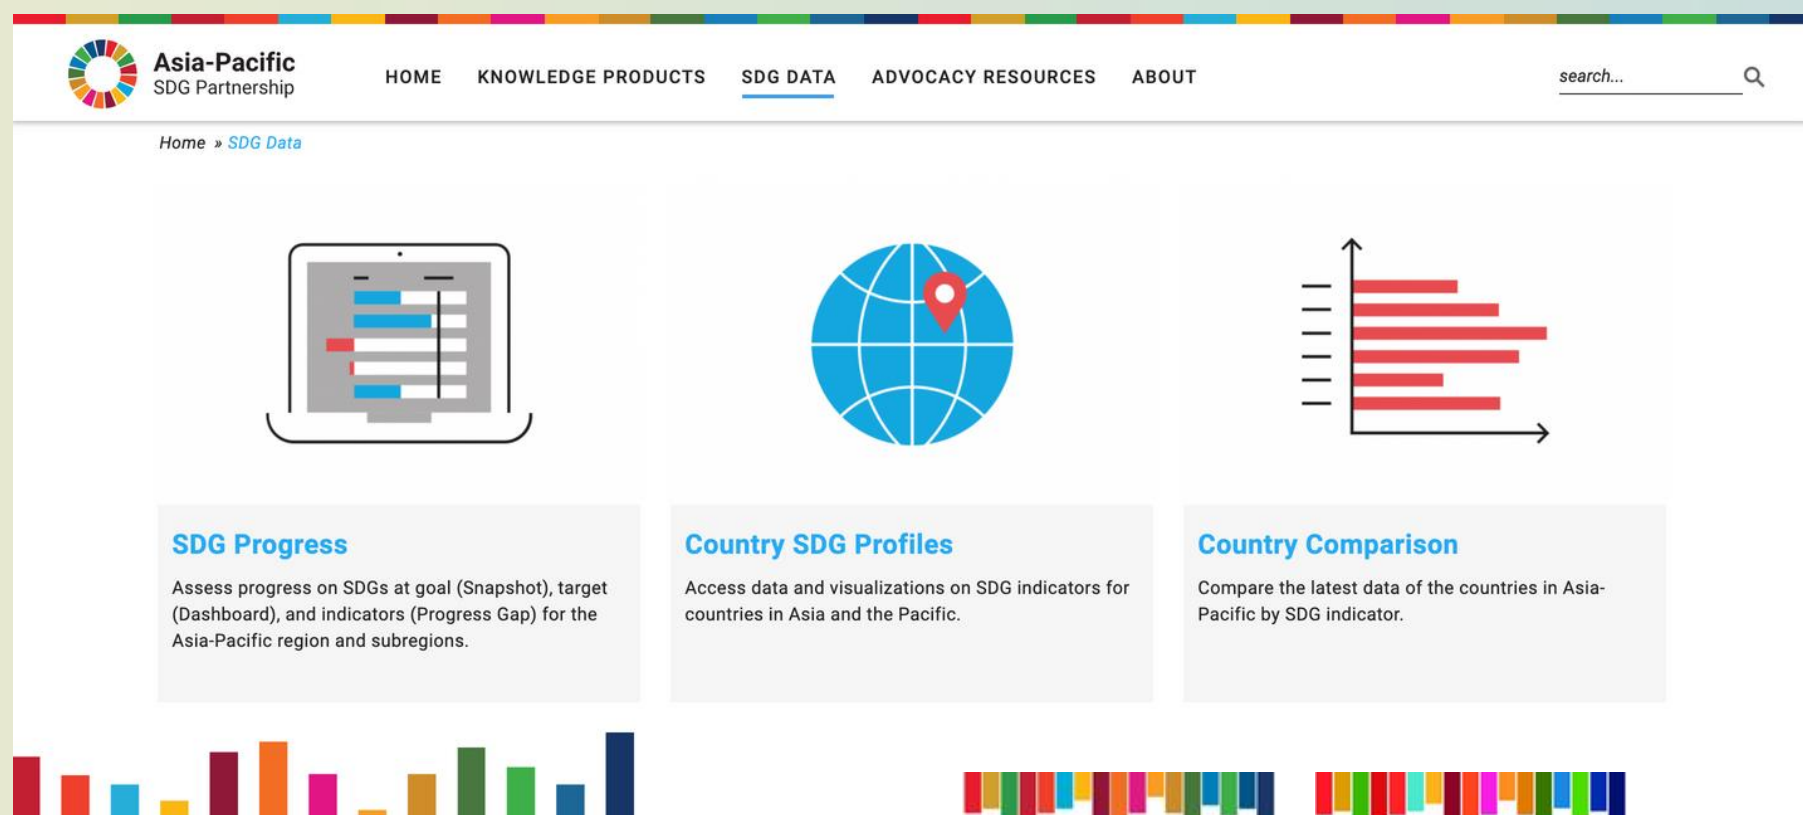 Asia-Pacific
SDG Partnership
HOME KNOWLEDGE PRODUCTS SDG DATA ADVOCACY RESOURCES ABOUT
search...
Home » SDG Data
SDG Progress
Assess progress on SDGs at goal (Snapshot), target
(Dashboard), and indicators (Progress Gap) for the
Asia-Pacific region and subregions.
Country SDG Profiles
Access data and visualizations on SDG indicators for
countries in Asia and the Pacific.
Country Comparison
Compare the latest data of the countries in Asia-
Pacific by SDG indicator.